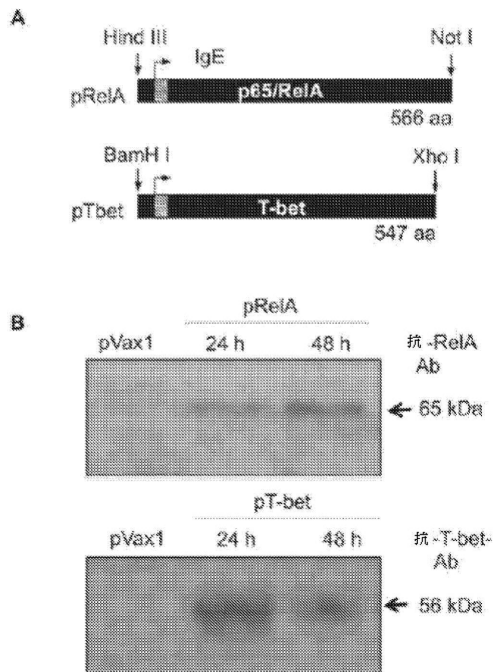 A
Hind III
Not I
IgE
pRelA
p65/RelA
566 aa
BamH I
Xho I
pTbet
T-bet
547 aa
B
pRelA
pVax1
24 h
48 h
抗-RelA
Ab
65 kDa
pT-bet
pVax1
24 h
48 h
抗-T-bet-
Ab
56 kDa